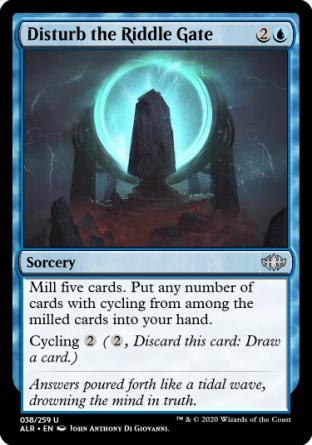 Disturb the Riddle Gate 2
Sorcery
Mill five cards. Put any number of
cards with cycling from among the
milled cards into your hand.
Cycling 2 (2, Discard this card: Draw
a card.)
Answers poured forth like a tidal wave,
drowning the mind in truth.
038/259 U ™ & © 2020 Wizards of the Coast
ALR • EN John Anthony Di Giovanni.